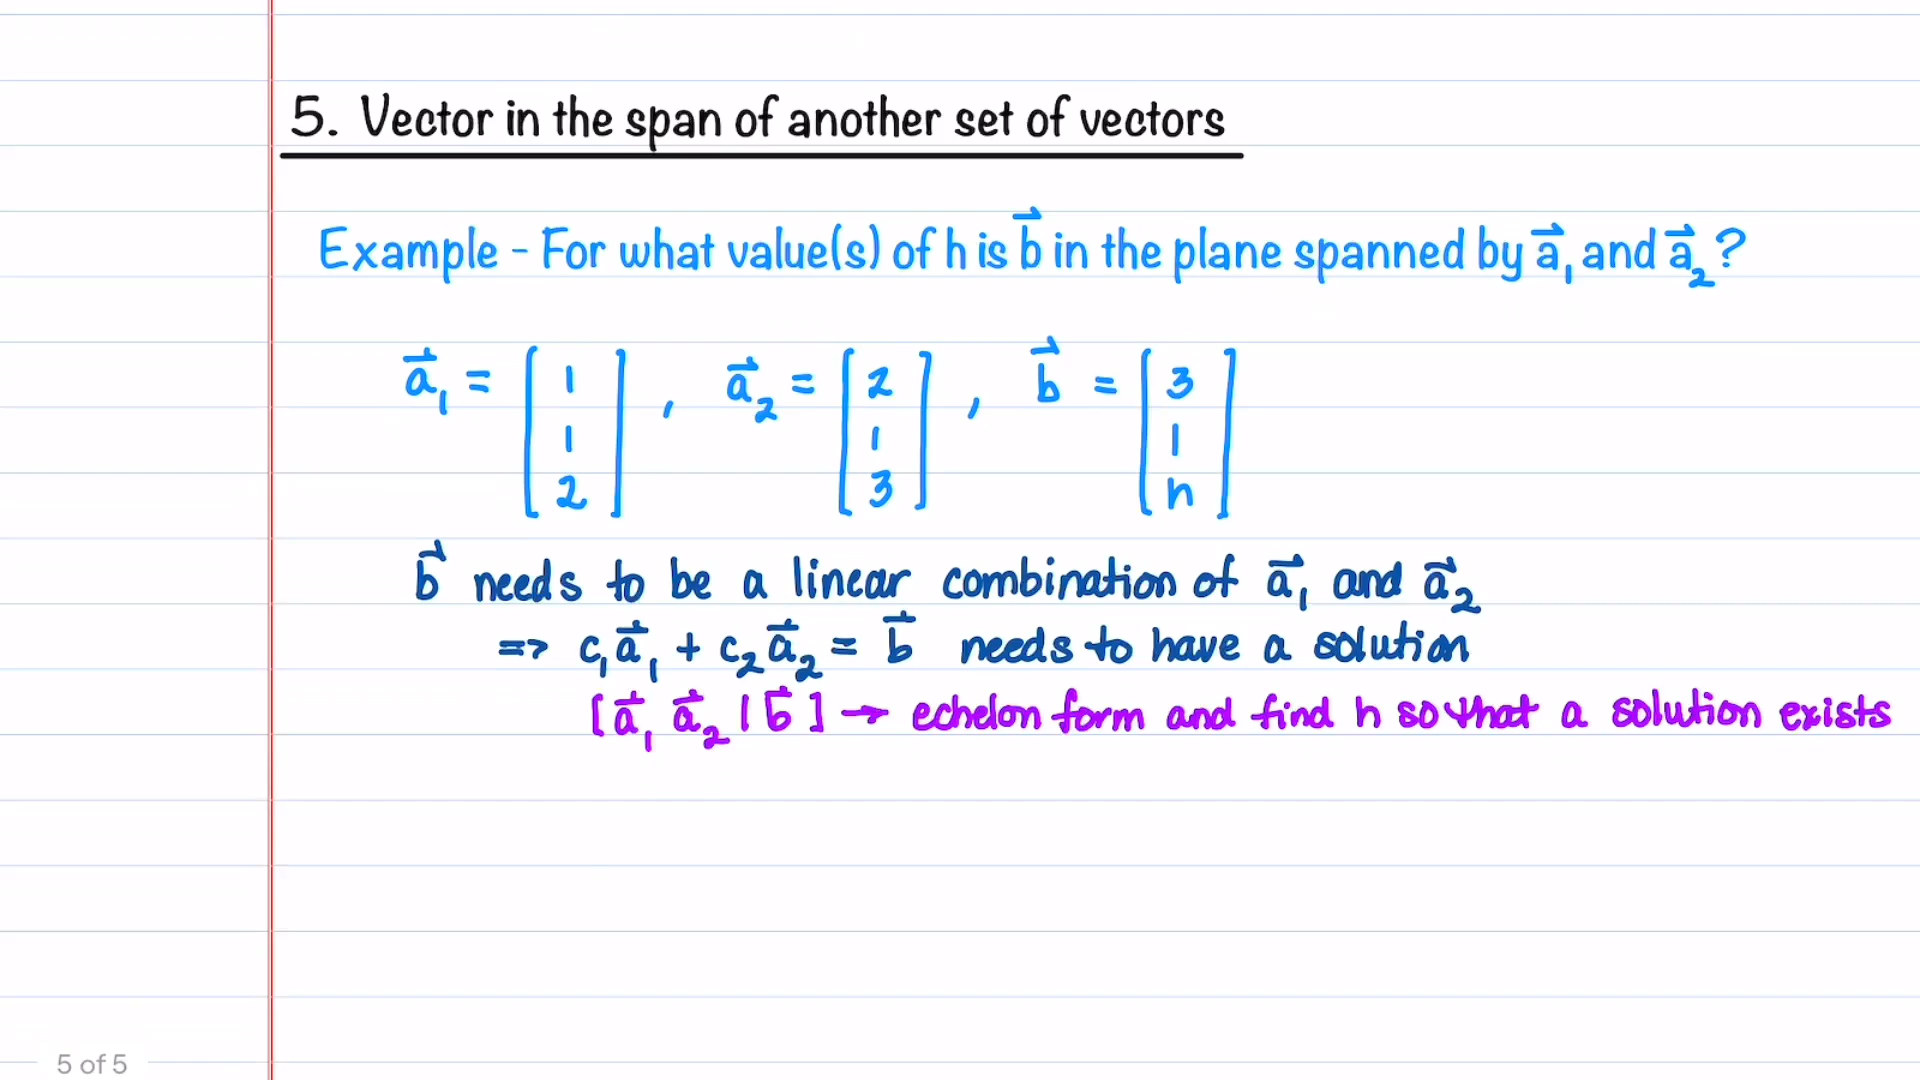 5. Vector in the span of another set of vectors
Example - For what value(s) of h is b⃗ in the plane spanned by a⃗₁ and a⃗₂?
a⃗₁ = [1 1 2], a⃗₂ = [2 1 3], b⃗ = [3 1 h]
b⃗ needs to be a linear combination of a⃗₁ and a⃗₂
=> c₁a⃗₁ + c₂a⃗₂ = b⃗ needs to have a solution
[a⃗₁ a⃗₂ | b⃗] → echelon form and find h so that a solution exists
5 of 5